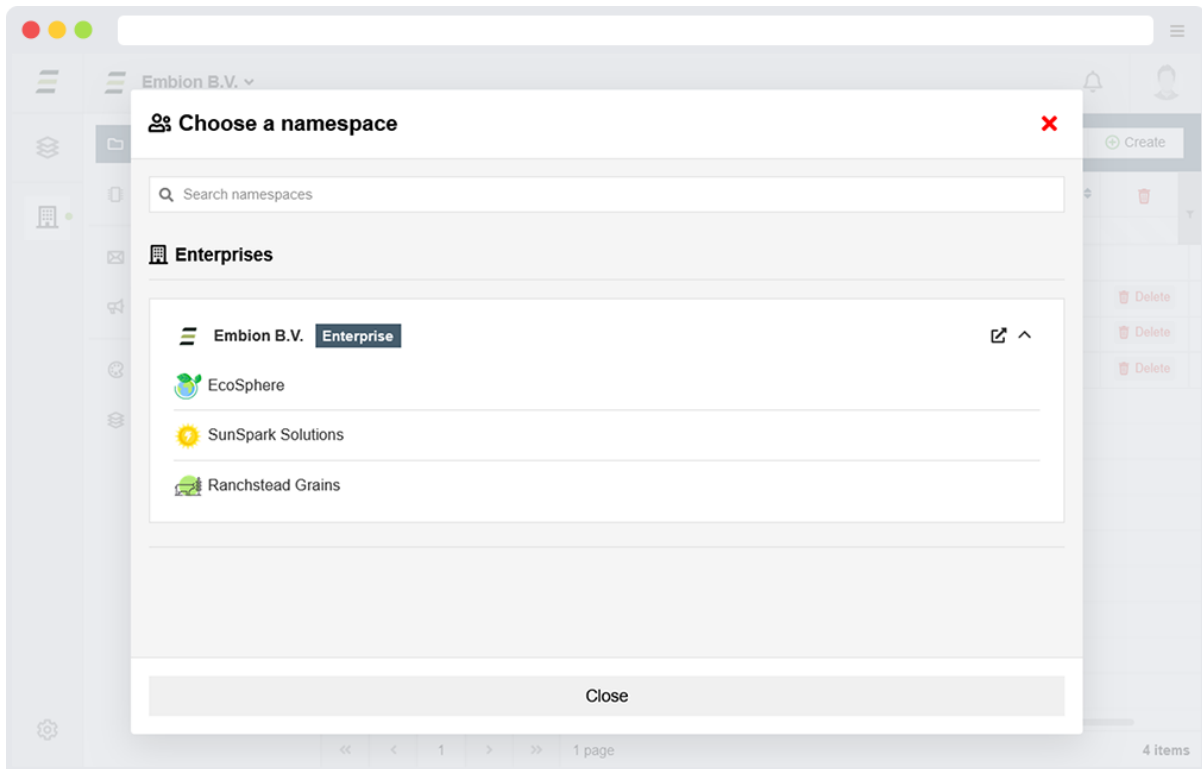 Embion B.V.
Choose a namespace
Create
Search namespaces
Enterprises
Delete
Embion B.V. Enterprise
Delete
Delete
EcoSphere
SunSpark Solutions
Ranchstead Grains
Close
1 1 page 4 items